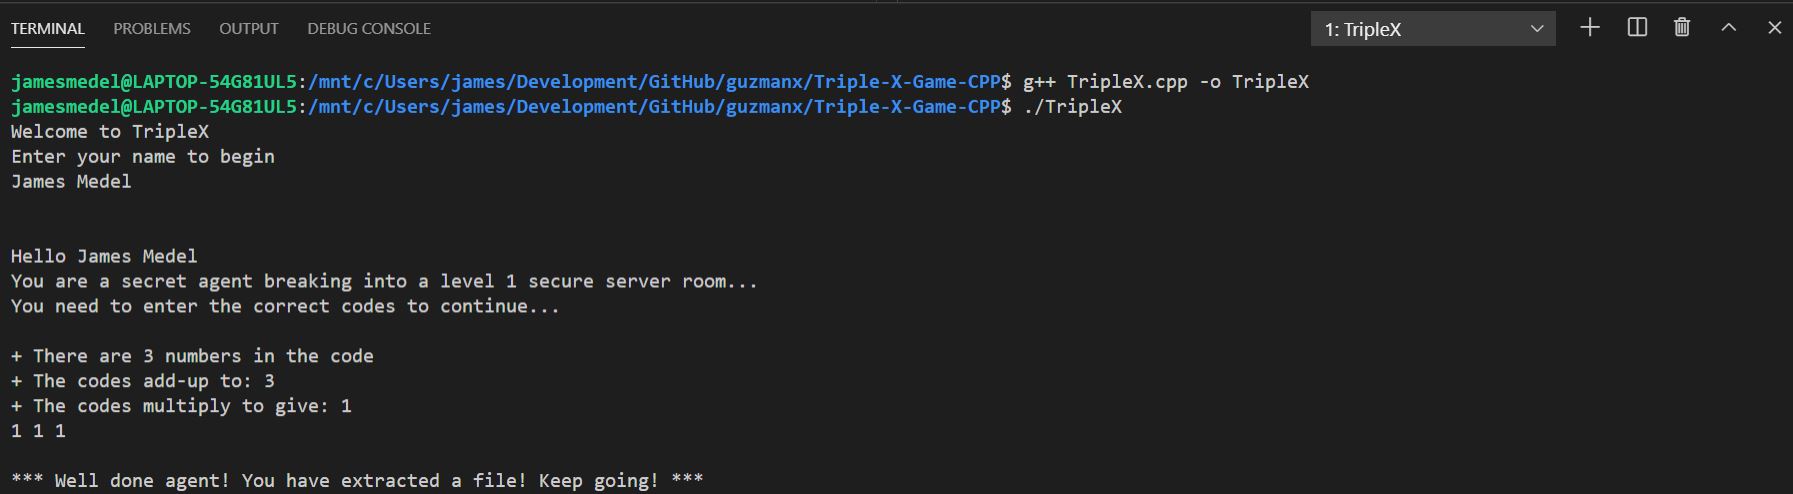 TERMINAL PROBLEMS OUTPUT DEBUG CONSOLE 1: TripleX
jamesmedel@LAPTOP-54G81UL5:/mnt/c/Users/james/Development/GitHub/guzmanx/Triple-X-Game-CPP$ g++ TripleX.cpp -o TripleX
jamesmedel@LAPTOP-54G81UL5:/mnt/c/Users/james/Development/GitHub/guzmanx/Triple-X-Game-CPP$ ./TripleX
Welcome to TripleX
Enter your name to begin
James Medel
Hello James Medel
You are a secret agent breaking into a level 1 secure server room...
You need to enter the correct codes to continue...
+ There are 3 numbers in the code
+ The codes add-up to: 3
+ The codes multiply to give: 1
1 1 1
*** Well done agent! You have extracted a file! Keep going! ***